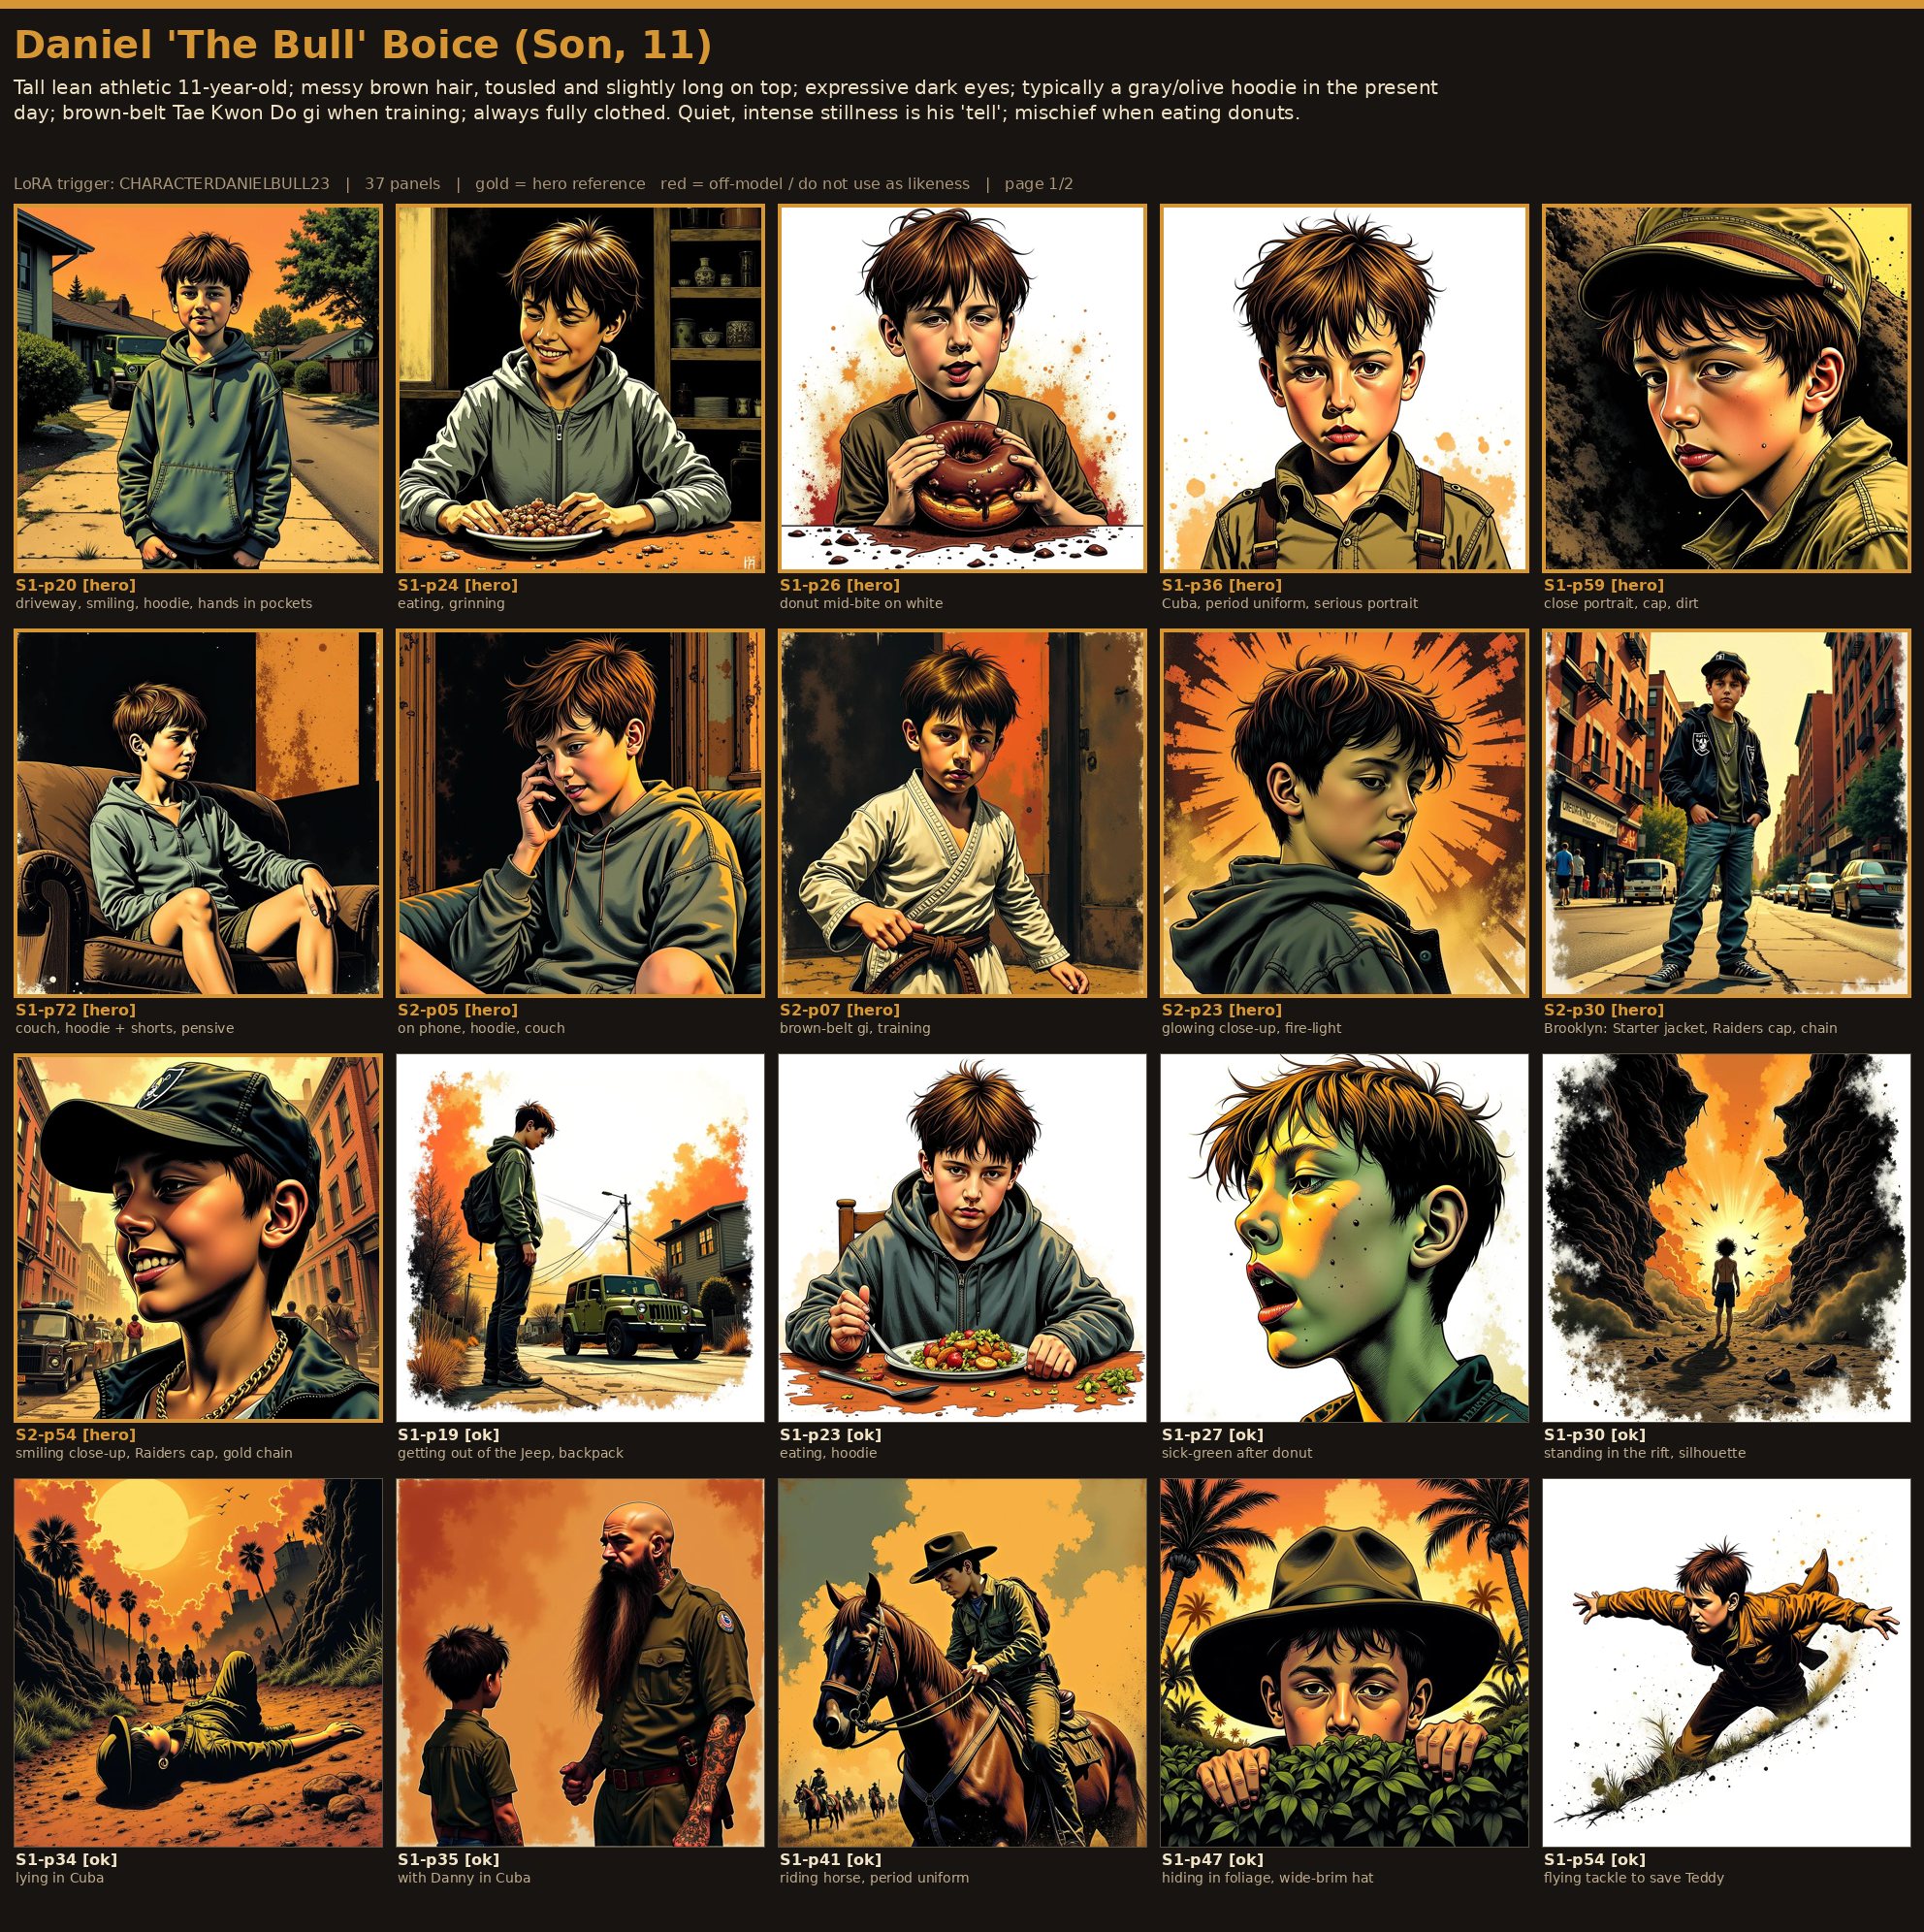 Daniel 'The Bull' Boice (Son, 11)
Tall lean athletic 11-year-old; messy brown hair, tousled and slightly long on top; expressive dark eyes; typically a gray/olive hoodie in the present
day; brown-belt Tae Kwon Do gi when training; always fully clothed. Quiet, intense stillness is his 'tell'; mischief when eating donuts.
LoRA trigger: CHARACTERDANIELBULL23 | 37 panels | gold = hero reference red = off-model / do not use as likeness | page 1/2
S1-p20 [hero]
driveway, smiling, hoodie, hands in pockets
S1-p24 [hero]
eating, grinning
S1-p26 [hero]
donut mid-bite on white
S1-p36 [hero]
Cuba, period uniform, serious portrait
S1-p59 [hero]
close portrait, cap, dirt
S1-p72 [hero]
couch, hoodie + shorts, pensive
S2-p05 [hero]
on phone, hoodie, couch
S2-p07 [hero]
brown-belt gi, training
S2-p23 [hero]
glowing close-up, fire-light
S2-p30 [hero]
Brooklyn: Starter jacket, Raiders cap, chain
S2-p54 [hero]
smiling close-up, Raiders cap, gold chain
S1-p19 [ok]
getting out of the Jeep, backpack
S1-p23 [ok]
eating, hoodie
S1-p27 [ok]
sick-green after donut
S1-p30 [ok]
standing in the rift, silhouette
S1-p34 [ok]
lying in Cuba
S1-p35 [ok]
with Danny in Cuba
S1-p41 [ok]
riding horse, period uniform
S1-p47 [ok]
hiding in foliage, wide-brim hat
S1-p54 [ok]
flying tackle to save Teddy